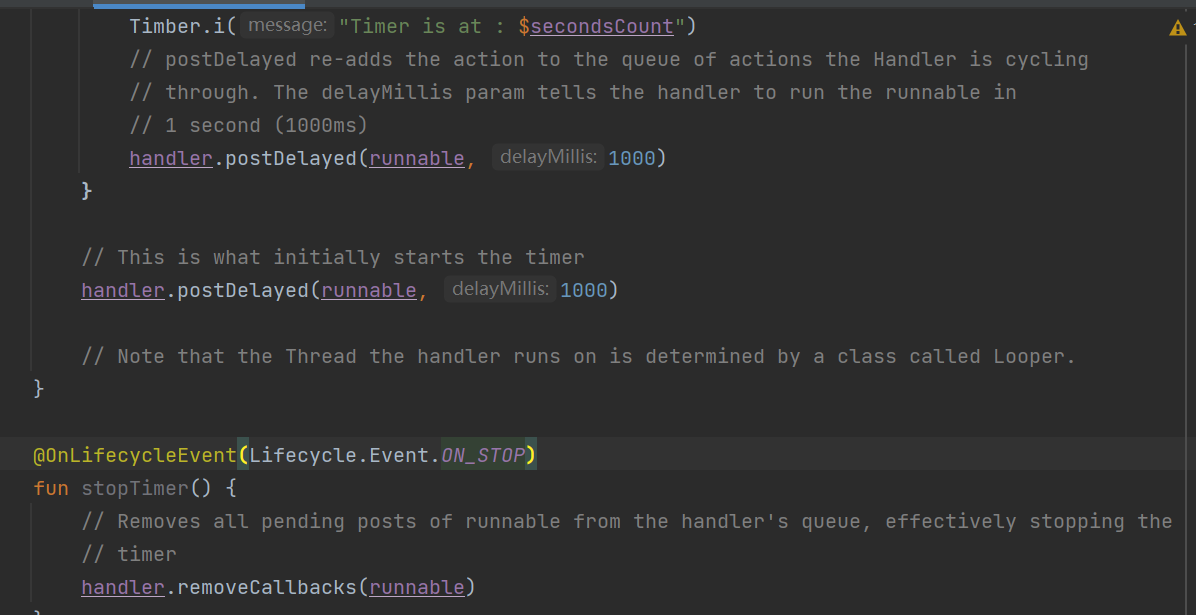 Timber.i( message: "Timer is at : $secondsCount")
// postDelayed re-adds the action to the queue of actions the Handler is cycling
// through. The delayMillis param tells the handler to run the runnable in
// 1 second (1000ms)
handler.postDelayed(runnable, delayMillis: 1000)
}
// This is what initially starts the timer
handler.postDelayed(runnable, delayMillis: 1000)
// Note that the Thread the handler runs on is determined by a class called Looper.
}
@OnLifecycleEvent(Lifecycle.Event.ON_STOP)
fun stopTimer() {
// Removes all pending posts of runnable from the handler's queue, effectively stopping the
// timer
handler.removeCallbacks(runnable)